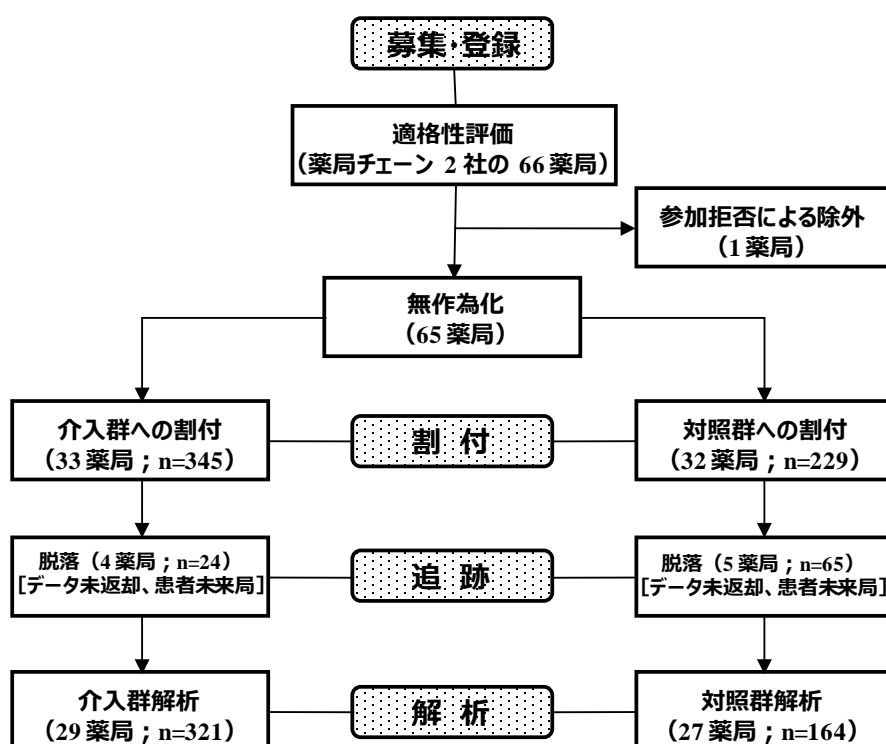 募集・登録
適格性評価
（薬局チェーン 2 社の 66 薬局）
参加拒否による除外
（1 薬局）
無作為化
（65 薬局）
介入群への割付
（33 薬局；n=345）
割 付
対照群への割付
（32 薬局；n=229）
脱落（4 薬局；n=24）
[データ未返却、患者未来局]
追 跡
脱落（5 薬局；n=65）
[データ未返却、患者未来局]
介入群解析
（29 薬局；n=321）
解 析
対照群解析
（27 薬局；n=164）